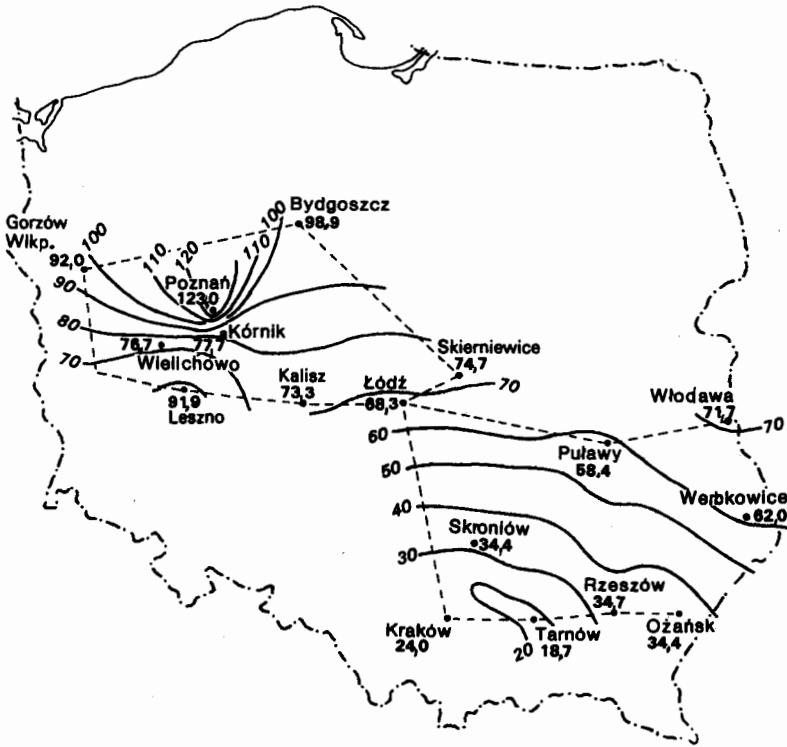 Bydgoszcz
98,9
100
Gorzów
Wlkp.
92,0
100
110
120
110
Poznań
123,0
90
80
Kórnik
76,7
77,7
Wielichowo
70
Skierniewice
74,7
Kalisz
73,3
Łódź
68,3
70
91,9
Leszno
Włodawa
71,7
70
60
Puławy
58,4
50
Werbkowice
62,0
40
Skroniów
34,4
30
Rzeszów
34,7
Kraków
24,0
20
Tarnów
18,7
Ożańsk
34,4